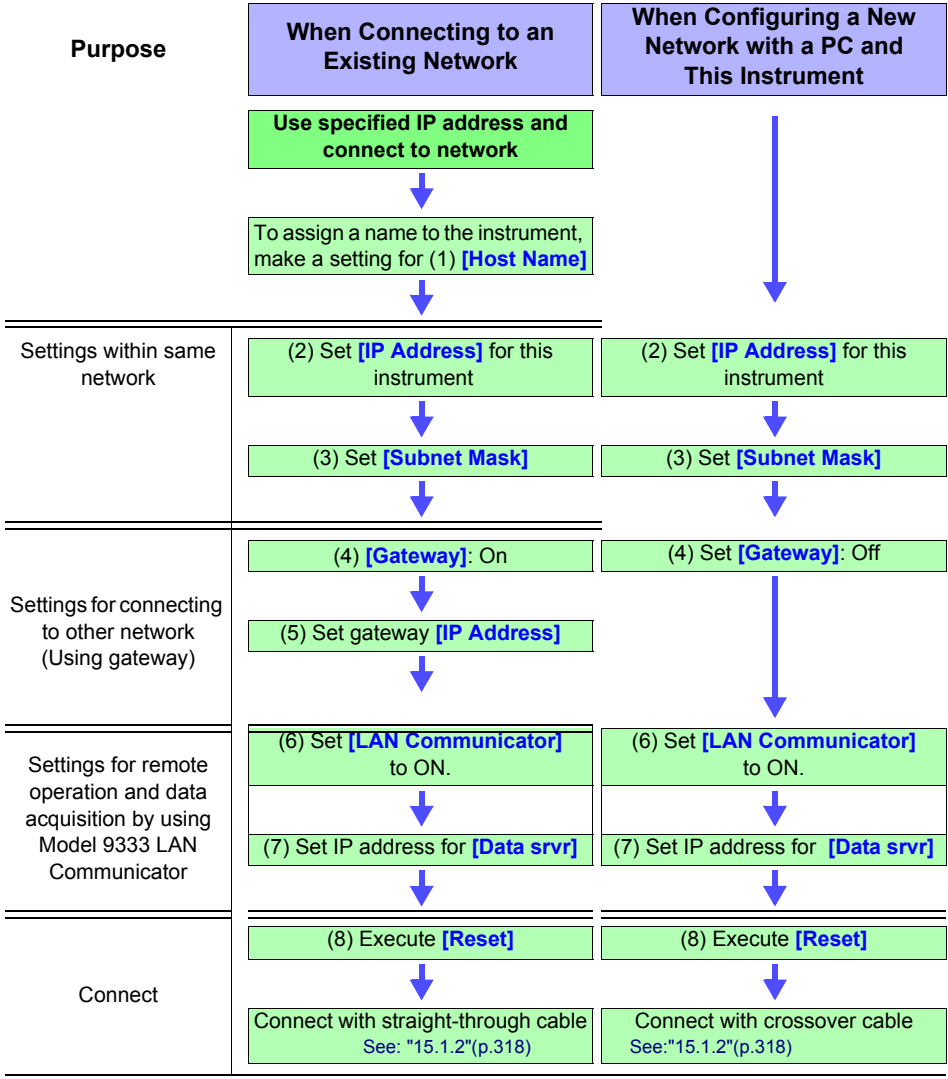 Purpose
When Connecting to an
Existing Network
When Configuring a New
Network with a PC and
This Instrument
Use specified IP address and
connect to network
To assign a name to the instrument,
make a setting for (1) [Host Name]
Settings within same
network
(2) Set [IP Address] for this
instrument
(2) Set [IP Address] for this
instrument
(3) Set [Subnet Mask]
(3) Set [Subnet Mask]
Settings for connecting
to other network
(Using gateway)
(4) [Gateway]: On
(4) Set [Gateway]: Off
(5) Set gateway [IP Address]
Settings for remote
operation and data
acquisition by using
Model 9333 LAN
Communicator
(6) Set [LAN Communicator]
to ON.
(6) Set [LAN Communicator]
to ON.
(7) Set IP address for [Data srvr]
(7) Set IP address for [Data srvr]
Connect
(8) Execute [Reset]
(8) Execute [Reset]
Connect with straight-through cable
See: "15.1.2"(p.318)
Connect with crossover cable
See:"15.1.2"(p.318)